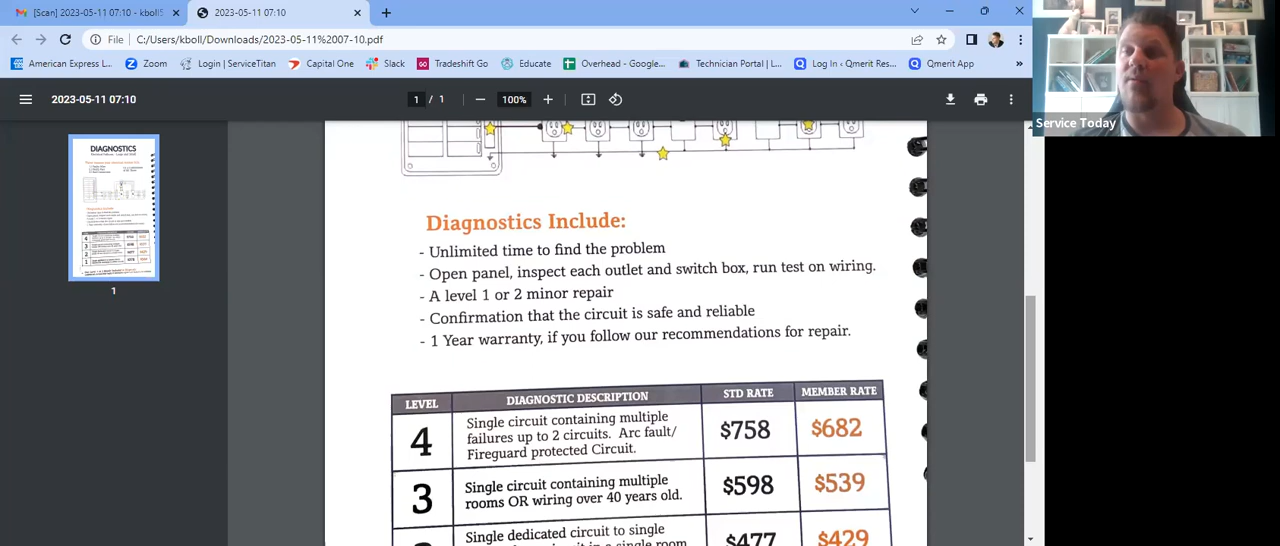 [Scan] 2023-05-11 07:10 - kboll5
2023-05-11 07:10
File
C:/Users/kboll/Downloads/2023-05-11%2007-10.pdf
American Express L...
Zoom
Login | ServiceTitan
Capital One
Slack
Tradeshift Go
Educate
Overhead - Google...
Technician Portal | L...
Log In ‹ Qmerit Res...
Qmerit App
»
2023-05-11 07:10
1 / 1
100%
Service Today
DIAGNOSTICS
1
Diagnostics Include:
- Unlimited time to find the problem
- Open panel, inspect each outlet and switch box, run test on wiring.
- A level 1 or 2 minor repair
- Confirmation that the circuit is safe and reliable
- 1 Year warranty, if you follow our recommendations for repair.
LEVEL DIAGNOSTIC DESCRIPTION STD RATE MEMBER RATE
4
Single circuit containing multiple
failures up to 2 circuits. Arc fault/
Fireguard protected Circuit.
$758 $682
3
Single circuit containing multiple
rooms OR wiring over 40 years old.
$598 $539
Single dedicated circuit to single
$477 $429